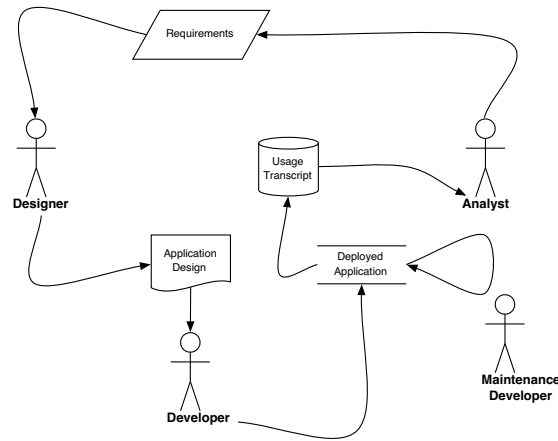 Requirements
Usage
Transcript
Designer
Analyst
Application
Design
Deployed
Application
Developer
Maintenance
Developer